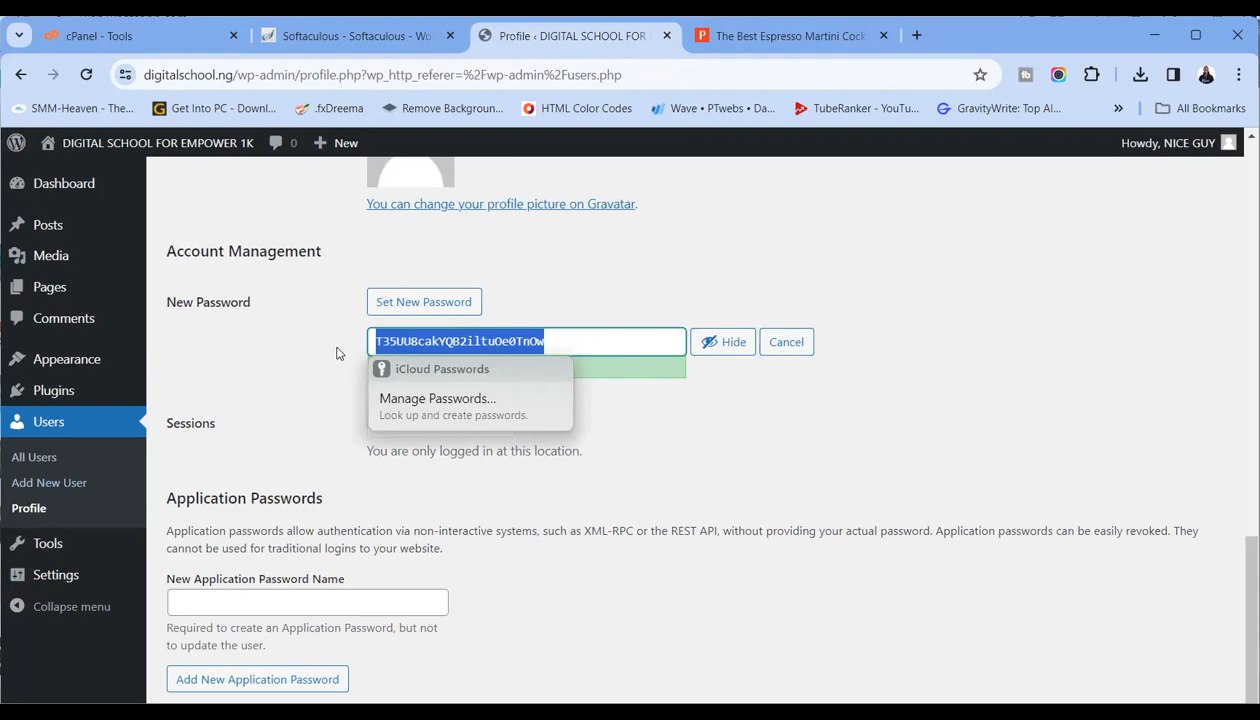 cPanel - Tools
Softaculous - Softaculous - Wo
Profile ‹ DIGITAL SCHOOL FOR
The Best Espresso Martini Cock
digitalschool.ng/wp-admin/profile.php?wp_http_referer=%2Fwp-admin%2Fusers.php
SMM-Heaven - The...
Get Into PC - Downl...
.fxDreema
Remove Backgroun...
HTML Color Codes
Wave • PTwebs • Da...
TubeRanker - YouTu...
GravityWrite: Top AI...
»
All Bookmarks
DIGITAL SCHOOL FOR EMPOWER 1K
0
New
Howdy, NICE GUY
Dashboard
Posts
Media
Pages
Comments
Appearance
Plugins
Users
All Users
Add New User
Profile
Tools
Settings
Collapse menu
You can change your profile picture on Gravatar.
Account Management
New Password
Set New Password
T35UU8cakYQB2iltuOe0TnOw
Hide
Cancel
iCloud Passwords
Manage Passwords...
Look up and create passwords.
Sessions
You are only logged in at this location.
Application Passwords
Application passwords allow authentication via non-interactive systems, such as XML-RPC or the REST API, without providing your actual password. Application passwords can be easily revoked. They
cannot be used for traditional logins to your website.
New Application Password Name
Required to create an Application Password, but not
to update the user.
Add New Application Password